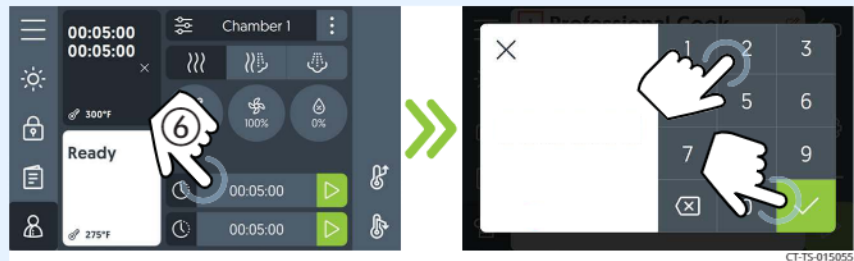 00:05:00
00:05:00
×
300°F
Ready
275°F
Chamber 1
6
100%
0%
00:05:00
00:05:00
Professional Cook
1 2 3
5 6
7 9
CT-TS-015055